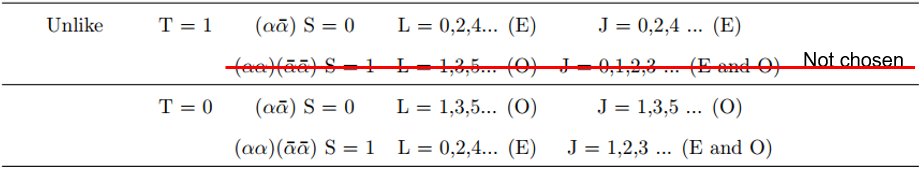 Unlike T = 1 (αᾱ) S = 0 L = 0,2,4... (E) J = 0,2,4 ... (E)
(αα)(ᾱᾱ) S = 1 L = 1,3,5... (O) J = 0,1,2,3 ... (E and O) Not chosen
T = 0 (αᾱ) S = 0 L = 1,3,5... (O) J = 1,3,5 ... (O)
(αα)(ᾱᾱ) S = 1 L = 0,2,4... (E) J = 1,2,3 ... (E and O)